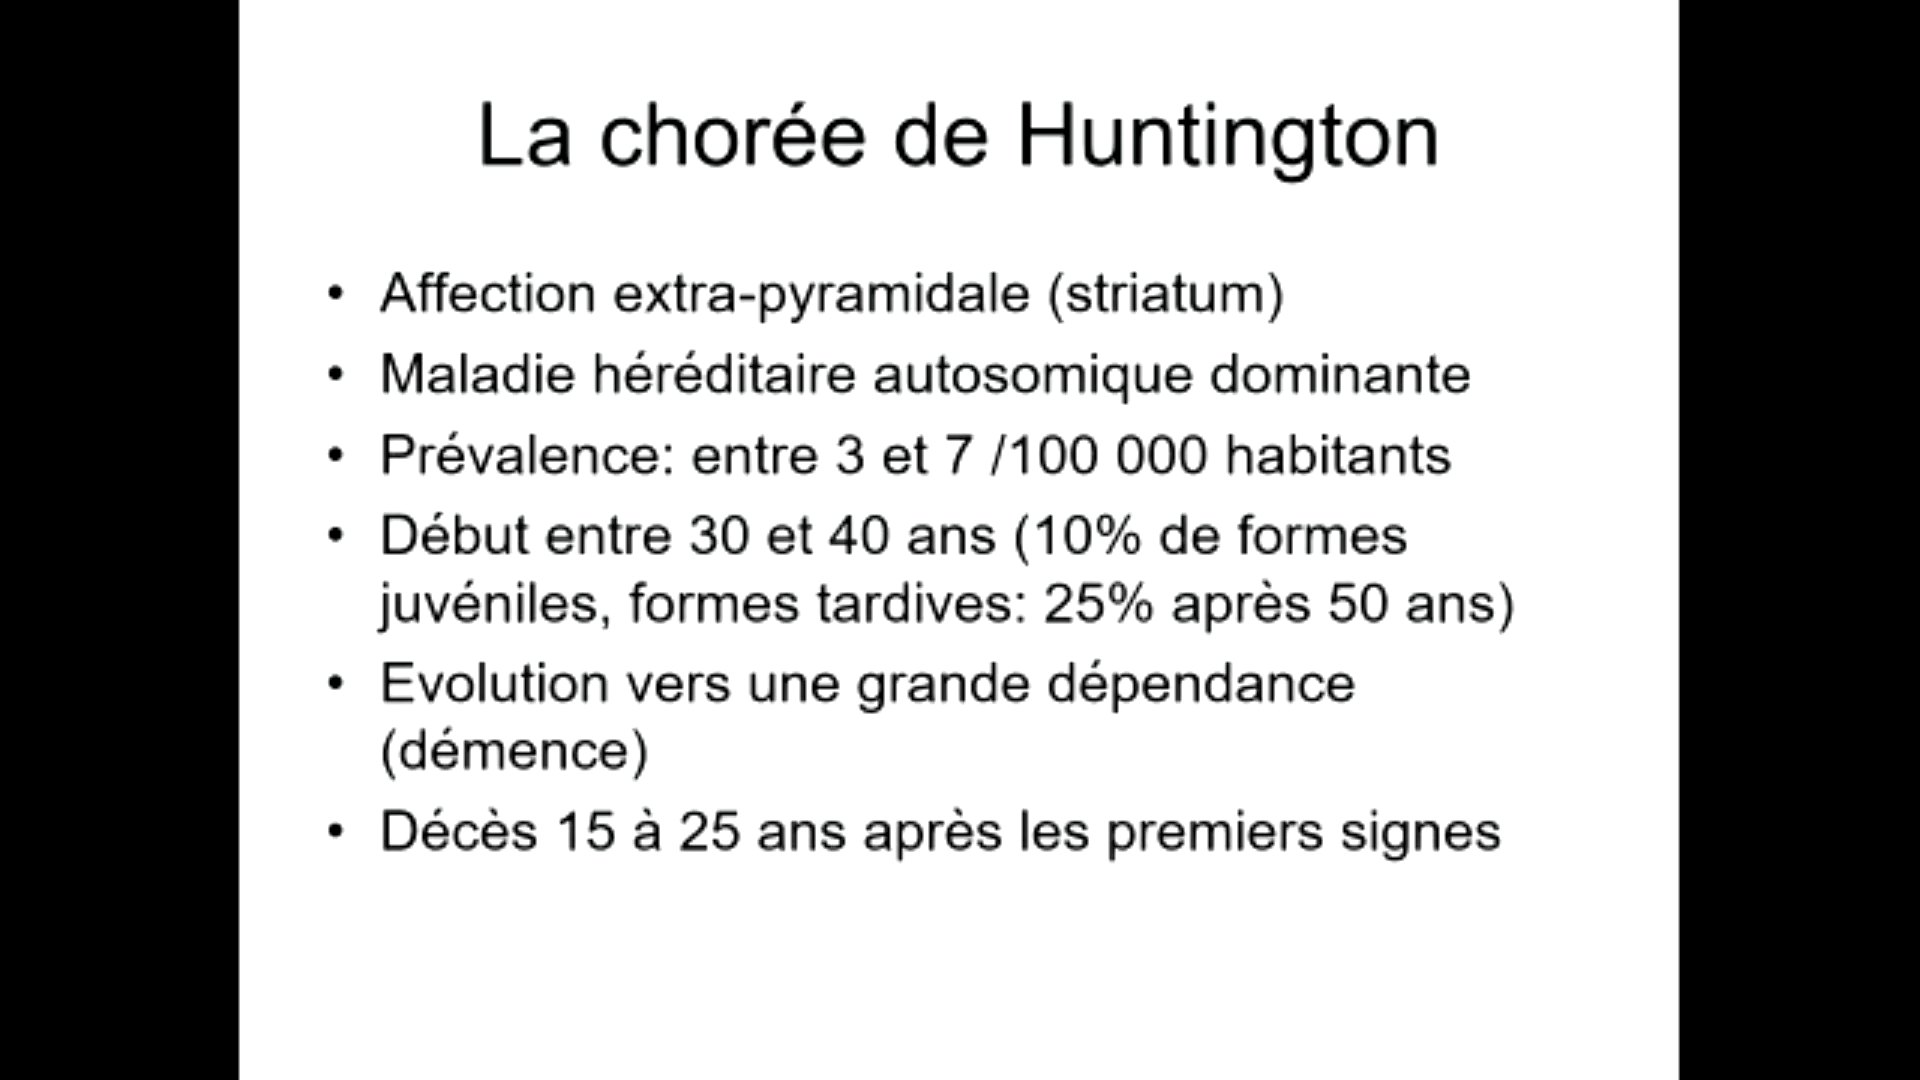 La chorée de Huntington
• Affection extra-pyramidale (striatum)
• Maladie héréditaire autosomique dominante
• Prévalence: entre 3 et 7 /100 000 habitants
• Début entre 30 et 40 ans (10% de formes
juvéniles, formes tardives: 25% après 50 ans)
• Evolution vers une grande dépendance
(démence)
• Décès 15 à 25 ans après les premiers signes